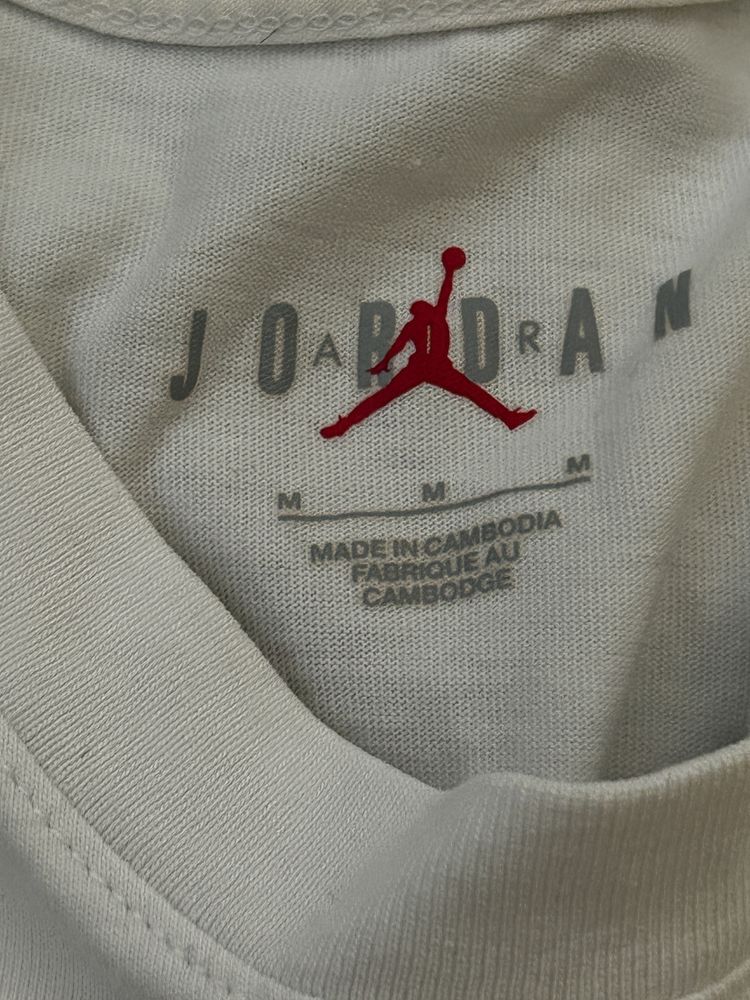 JORDAN
AIR
M M M
MADE IN CAMBODIA
FABRIQUE AU
CAMBODGE